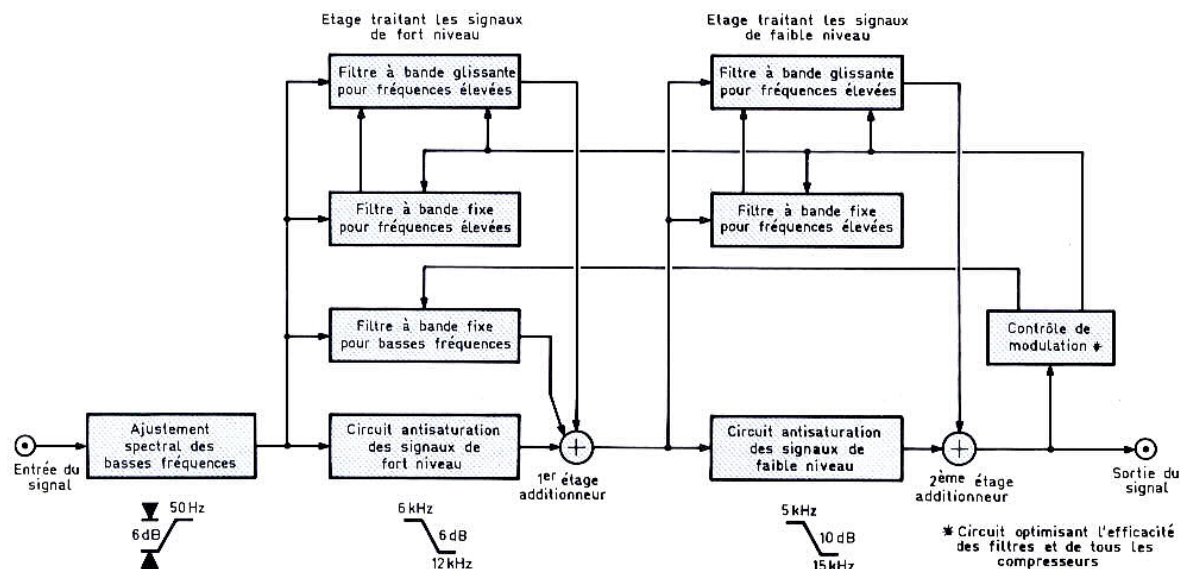 Etage traitant les signaux
de fort niveau
Etage traitant les signaux
de faible niveau
Filtre à bande glissante
pour fréquences élevées
Filtre à bande glissante
pour fréquences élevées
Filtre à bande fixe
pour fréquences élevées
Filtre à bande fixe
pour fréquences élevées
Filtre à bande fixe
pour basses fréquences
Contrôle de
modulation *
Entrée du
signal
Ajustement
spectral des
basses fréquences
Circuit antisaturation
des signaux de
fort niveau
1er étage
additionneur
Circuit antisaturation
des signaux de
faible niveau
2ème étage
additionneur
Sortie du
signal
50 Hz
6 dB
6 kHz
6 dB
12 kHz
5 kHz
10 dB
15 kHz
* Circuit optimisant l'efficacité
des filtres et de tous les
compresseurs